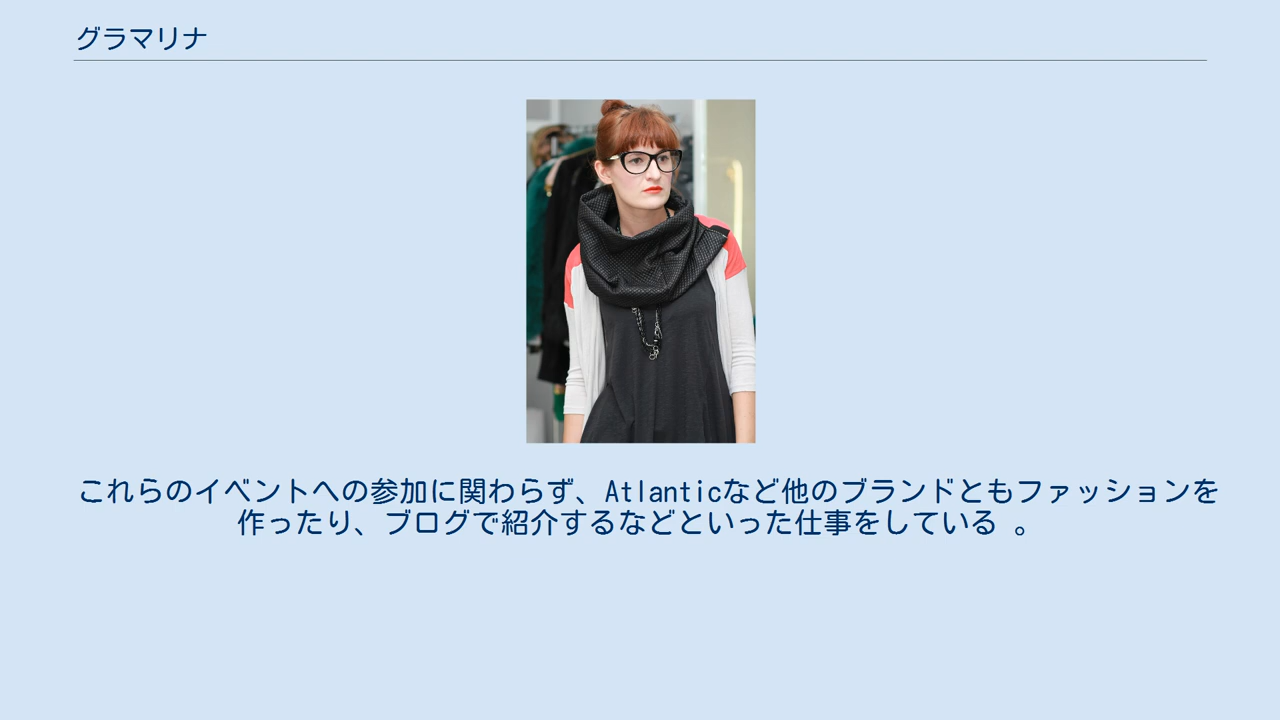 グラマリナ
これらのイベントへの参加に関わらず、Atlanticなど他のブランドともファッションを
作ったり、ブログで紹介するなどといった仕事をしている 。